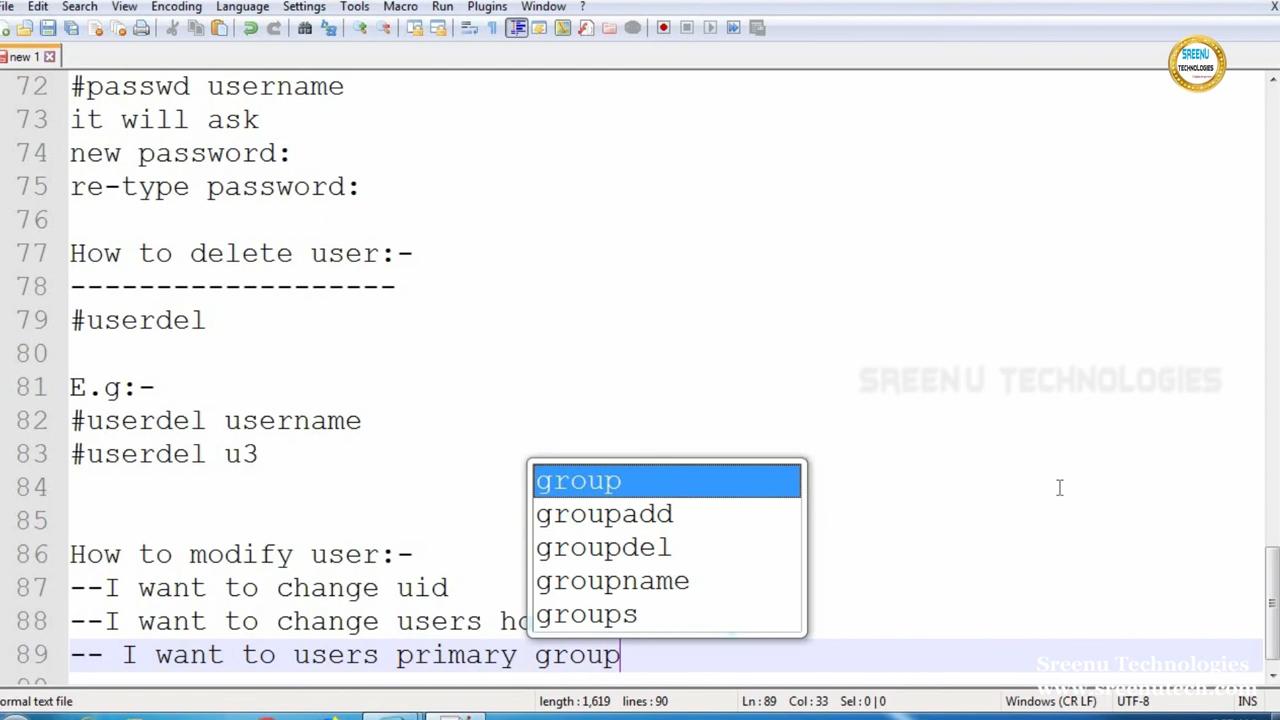 File Edit Search View Encoding Language Settings Tools Macro Run Plugins Window ? X
new 1
SREENU
TECHNOLOGIES
72 #passwd username
73 it will ask
74 new password:
75 re-type password:
76
77 How to delete user:-
78 -------------------
79 #userdel
80
SREENU TECHNOLOGIES
81 E.g:-
82 #userdel username
83 #userdel u3
84
85
group
groupadd
groupdel
groupname
groups
86 How to modify user:-
87 --I want to change uid
88 --I want to change users ho
89 -- I want to users primary group
Sreenu Technologies
www.sreenutech.com
ormal text file length : 1,619 lines : 90 Ln : 89 Col : 33 Sel : 0 | 0 Windows (CR LF) UTF-8 INS